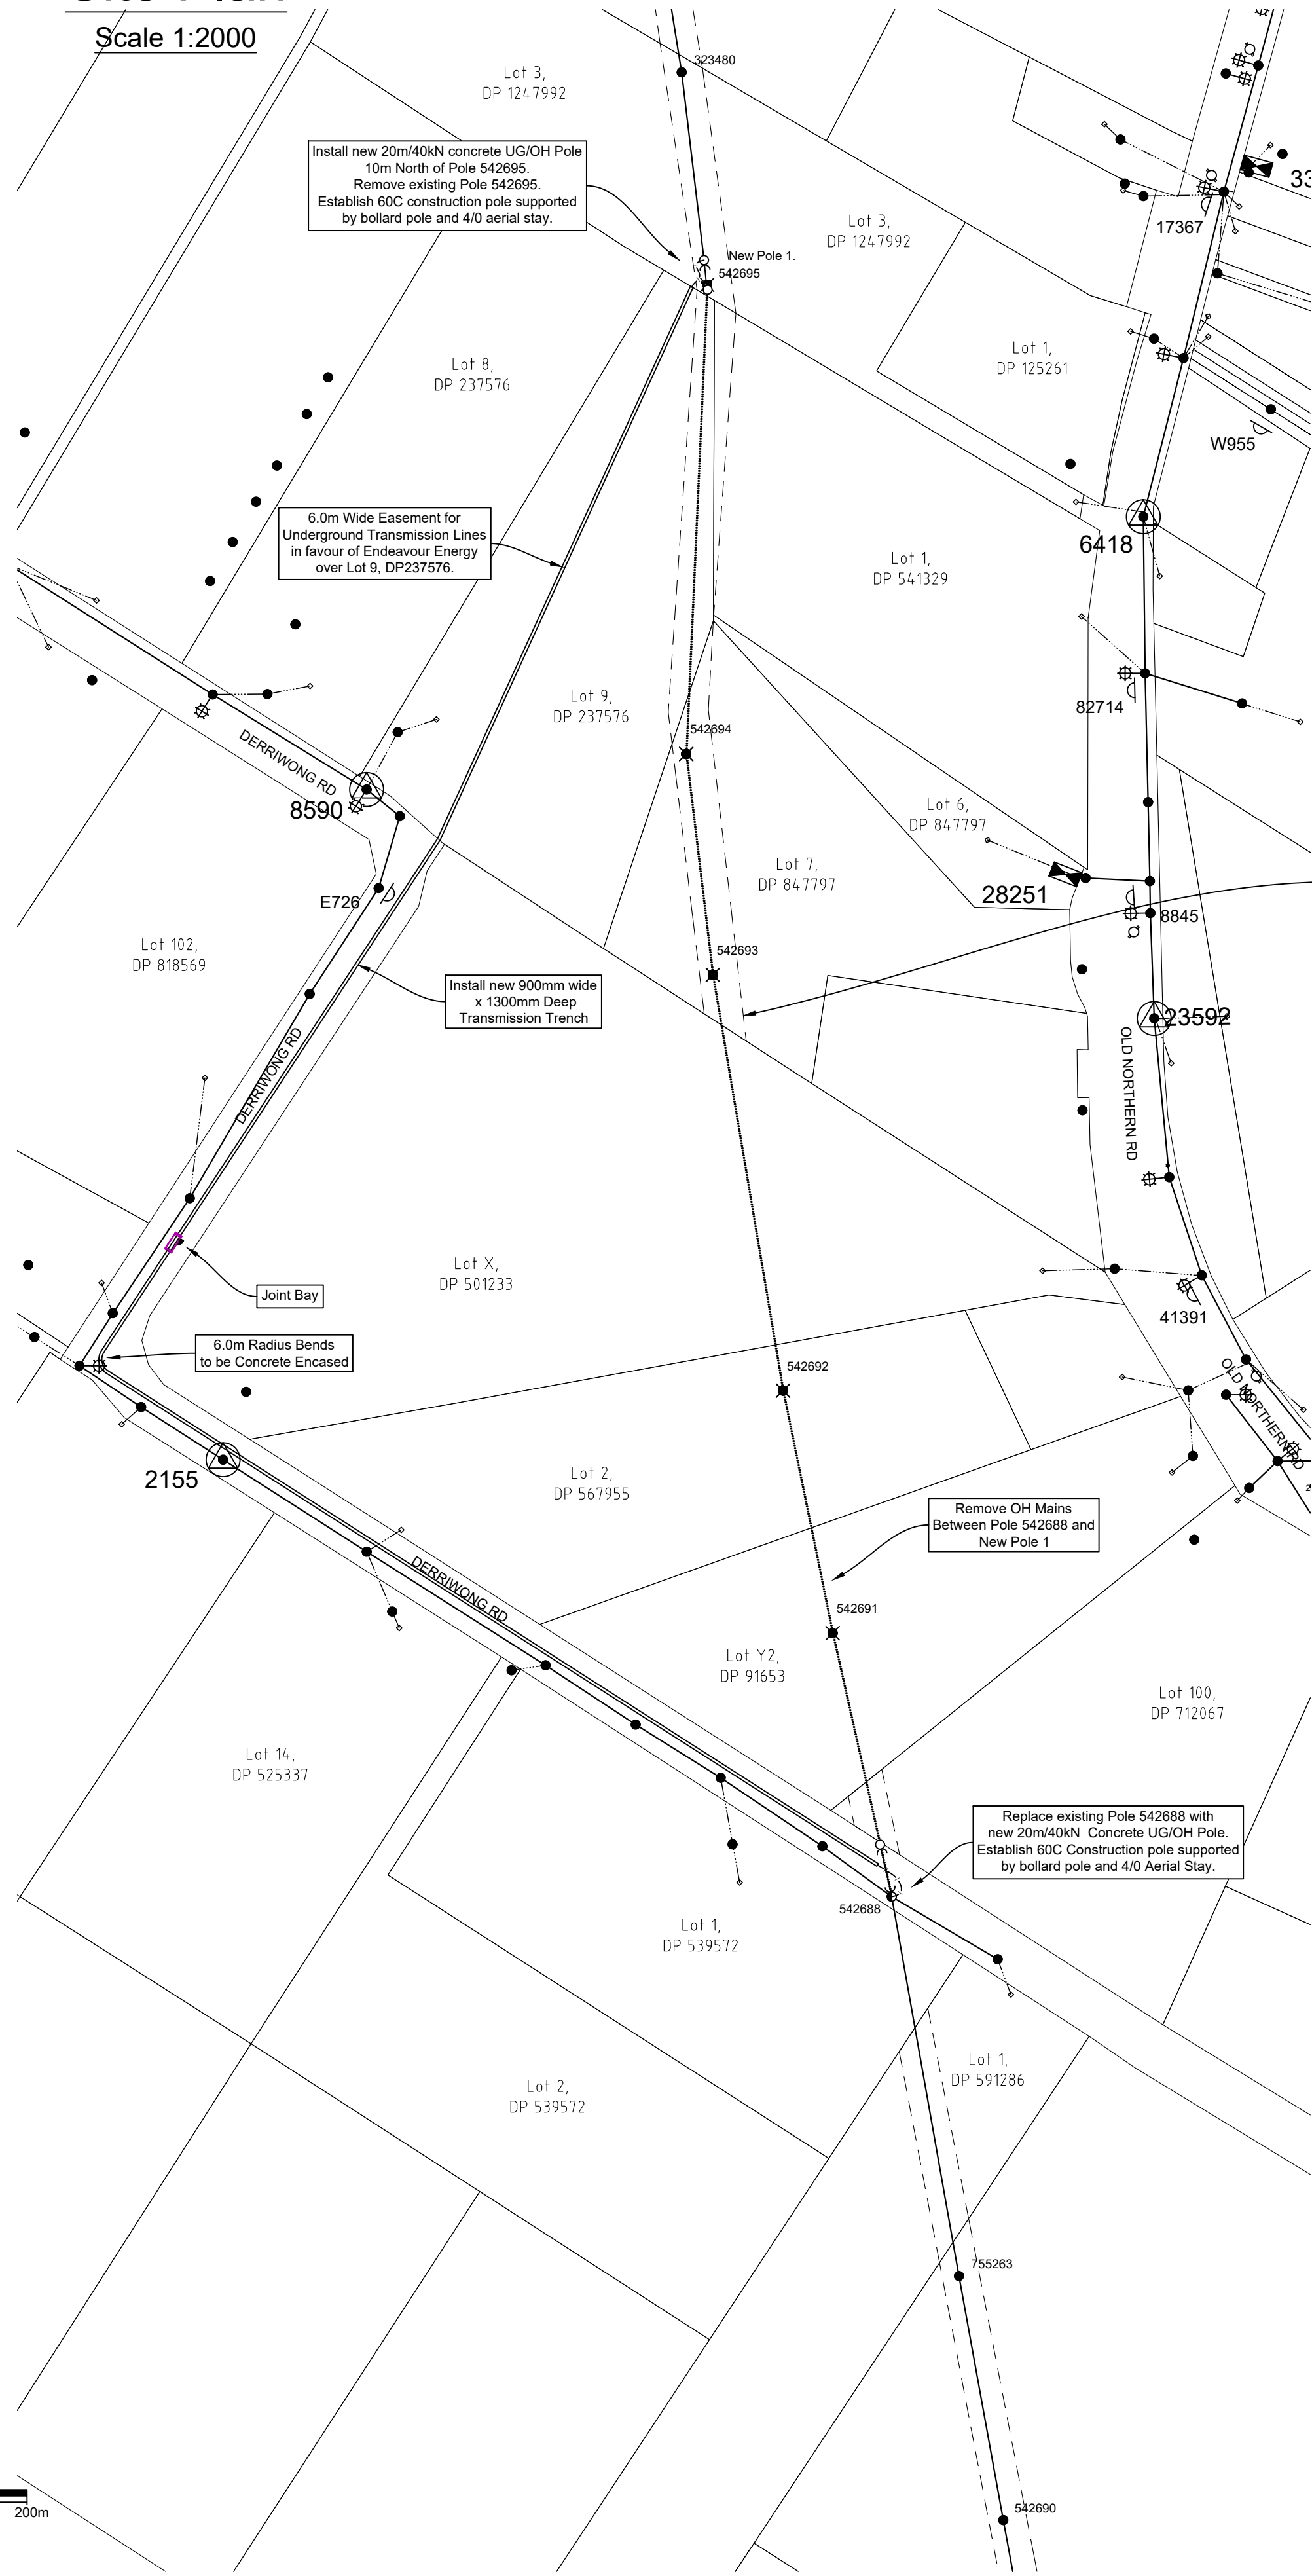 Scale 1:2000
323480
Lot 3,
DP 1247992
Install new 20m/40kN concrete UG/OH Pole
10m North of Pole 542695.
Remove existing Pole 542695.
Establish 60C construction pole supported
by bollard pole and 4/0 aerial stay.
33
17367
Lot 3,
DP 1247992
New Pole 1.
542695
Lot 1,
DP 125261
Lot 8,
DP 237576
W955
6.0m Wide Easement for
Underground Transmission Lines
in favour of Endeavour Energy
over Lot 9, DP237576.
6418
Lot 1,
DP 541329
Lot 9,
DP 237576
82714
542694
DERRIWONG RD
8590
Lot 6,
DP 847797
Lot 7,
DP 847797
28251
E726
8845
Lot 102,
DP 818569
542693
Install new 900mm wide
x 1300mm Deep
Transmission Trench
23592
OLD NORTHERN RD
DERRIWONG RD
Lot X,
DP 501233
Joint Bay
41391
6.0m Radius Bends
to be Concrete Encased
542692
OLD NORTHERN RD
2155
Lot 2,
DP 567955
2
Remove OH Mains
Between Pole 542688 and
New Pole 1
DERRIWONG RD
542691
Lot Y2,
DP 91653
Lot 100,
DP 712067
Lot 14,
DP 525337
Replace existing Pole 542688 with
new 20m/40kN Concrete UG/OH Pole.
Establish 60C Construction pole supported
by bollard pole and 4/0 Aerial Stay.
542688
Lot 1,
DP 539572
Lot 1,
DP 591286
Lot 2,
DP 539572
755263
200m
542690